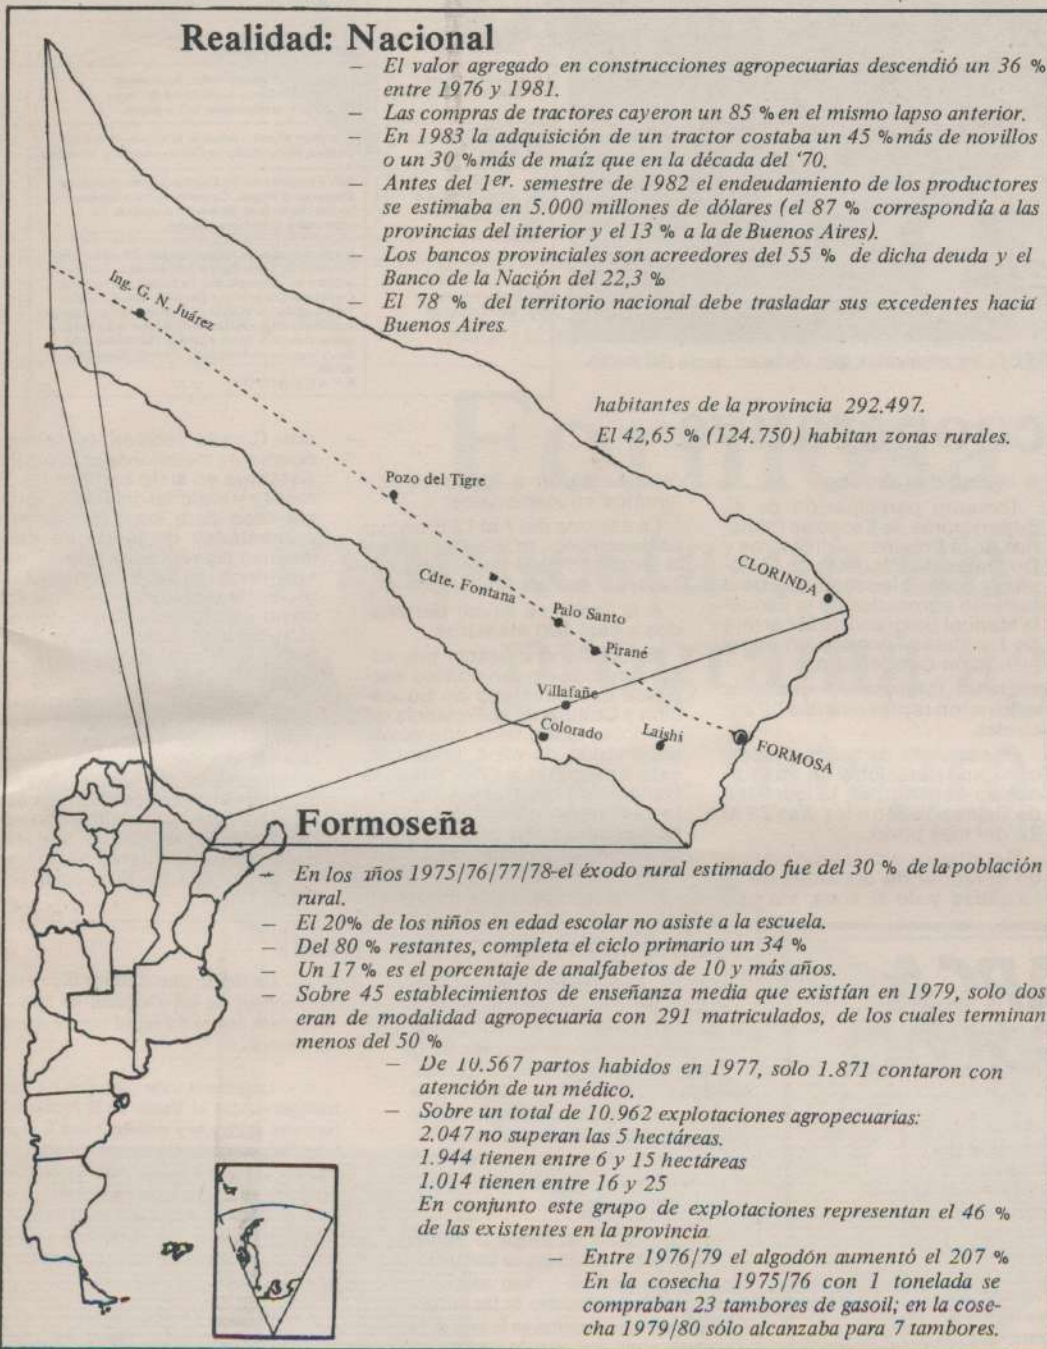 Realidad: Nacional
— El valor agregado en construcciones agropecuarias descendió un 36 %
entre 1976 y 1981.
— Las compras de tractores cayeron un 85 % en el mismo lapso anterior.
— En 1983 la adquisición de un tractor costaba un 45 % más de novillos
o un 30 % más de maíz que en la década del '70.
— Antes del 1er. semestre de 1982 el endeudamiento de los productores
se estimaba en 5.000 millones de dólares (el 87 % correspondía a las
provincias del interior y el 13 % a la de Buenos Aires).
— Los bancos provinciales son acreedores del 55 % de dicha deuda y el
Banco de la Nación del 22,3 %
— El 78 % del territorio nacional debe trasladar sus excedentes hacia
Buenos Aires.
Ing. G. N. Juárez
habitantes de la provincia 292.497.
El 42,65 % (124.750) habitan zonas rurales.
Pozo del Tigre
Cdte. Fontana
CLORINDA
Palo Santo
Pirané
Villafañe
Colorado
Laishi
FORMOSA
Formoseña
— En los años 1975/76/77/78-el éxodo rural estimado fue del 30 % de la población
rural.
— El 20% de los niños en edad escolar no asiste a la escuela.
— Del 80 % restantes, completa el ciclo primario un 34 %
— Un 17 % es el porcentaje de analfabetos de 10 y más años.
— Sobre 45 establecimientos de enseñanza media que existían en 1979, solo dos
eran de modalidad agropecuaria con 291 matriculados, de los cuales terminan
menos del 50 %
— De 10.567 partos habidos en 1977, solo 1.871 contaron con
atención de un médico.
— Sobre un total de 10.962 explotaciones agropecuarias:
2.047 no superan las 5 hectáreas.
1.944 tienen entre 6 y 15 hectáreas
1.014 tienen entre 16 y 25
En conjunto este grupo de explotaciones representan el 46 %
de las existentes en la provincia
— Entre 1976/79 el algodón aumentó el 207 %
En la cosecha 1975/76 con 1 tonelada se
compraban 23 tambores de gasoil; en la cose-
cha 1979/80 sólo alcanzaba para 7 tambores.